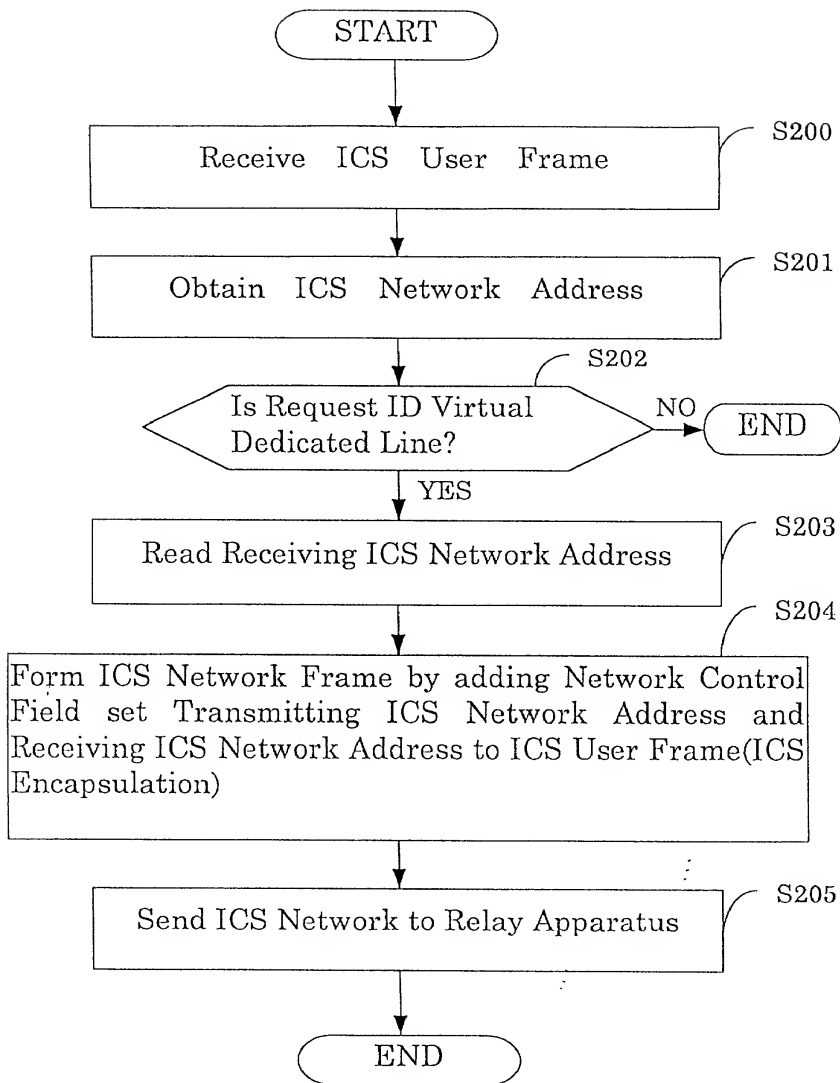 START
S200
Receive ICS User Frame
S201
Obtain ICS Network Address
S202
Is Request ID Virtual
Dedicated Line?
NO
END
YES
S203
Read Receiving ICS Network Address
S204
Form ICS Network Frame by adding Network Control
Field set Transmitting ICS Network Address and
Receiving ICS Network Address to ICS User Frame(ICS
Encapsulation)
S205
Send ICS Network to Relay Apparatus
END